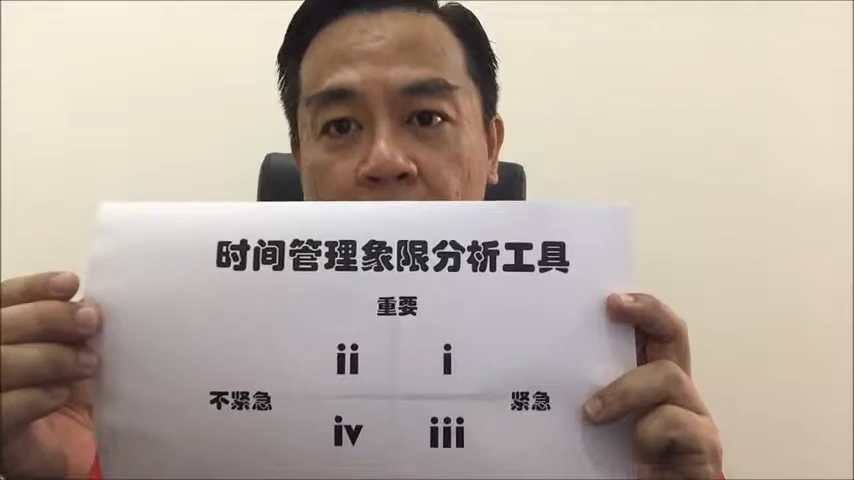 时间管理象限分析工具
重要
ii i
不紧急 紧急
iv iii